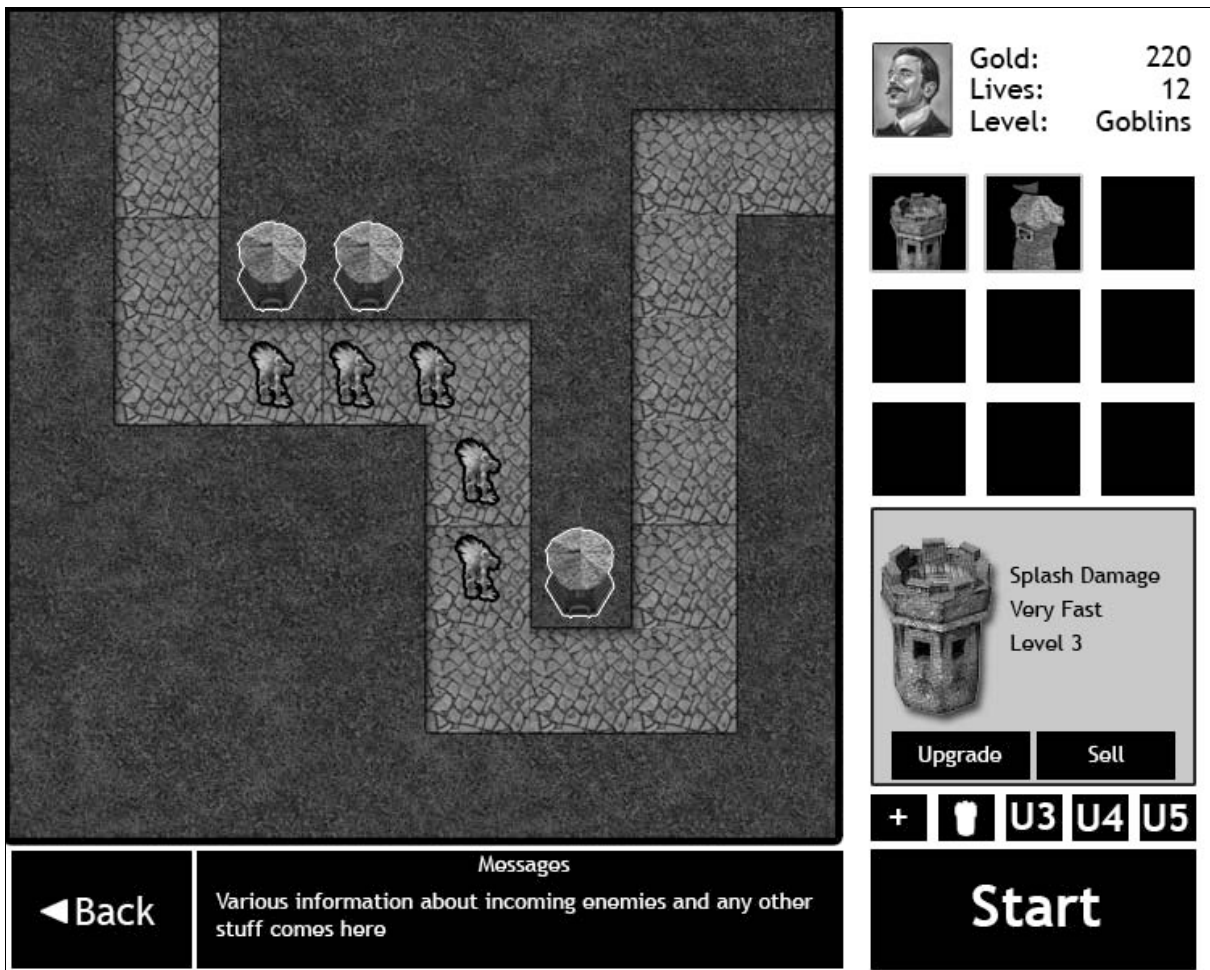 Gold: 220
Lives: 12
Level: Goblins
Splash Damage
Very Fast
Level 3
Upgrade Sell
+ U3 U4 U5
Messages
Various information about incoming enemies and any other
stuff comes here
Back
Start